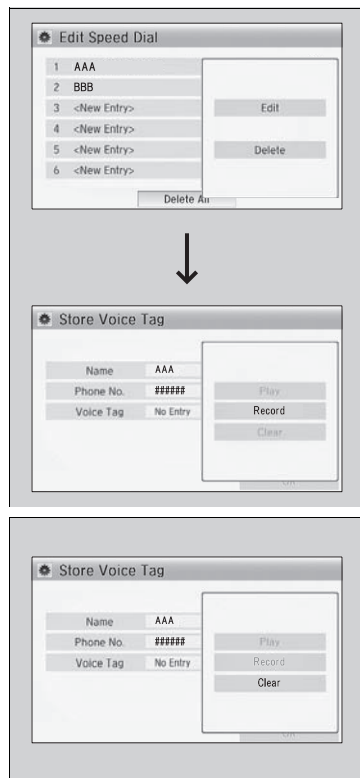 Edit Speed Dial
1 AAA
2 BBB
3 <New Entry>
4 <New Entry>
5 <New Entry>
6 <New Entry>
Edit
Delete
Delete All
Store Voice Tag
Name AAA
Phone No. ######
Voice Tag No Entry
Play
Record
Clear
OK
Store Voice Tag
Name AAA
Phone No. ######
Voice Tag No Entry
Play
Record
Clear
OK